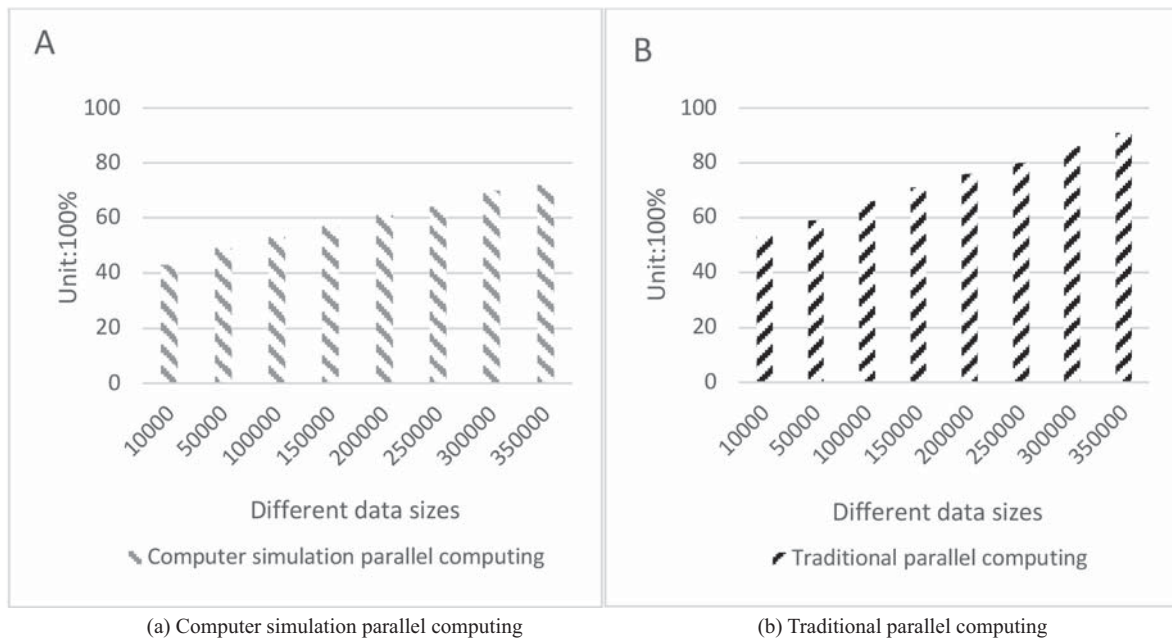 A
100
80
60
40
20
0
Unit:100%
10000
50000
100000
150000
200000
250000
300000
350000
Different data sizes
Computer simulation parallel computing
B
100
80
60
40
20
0
Unit:100%
10000
50000
100000
150000
200000
250000
300000
350000
Different data sizes
Traditional parallel computing
(a) Computer simulation parallel computing
(b) Traditional parallel computing